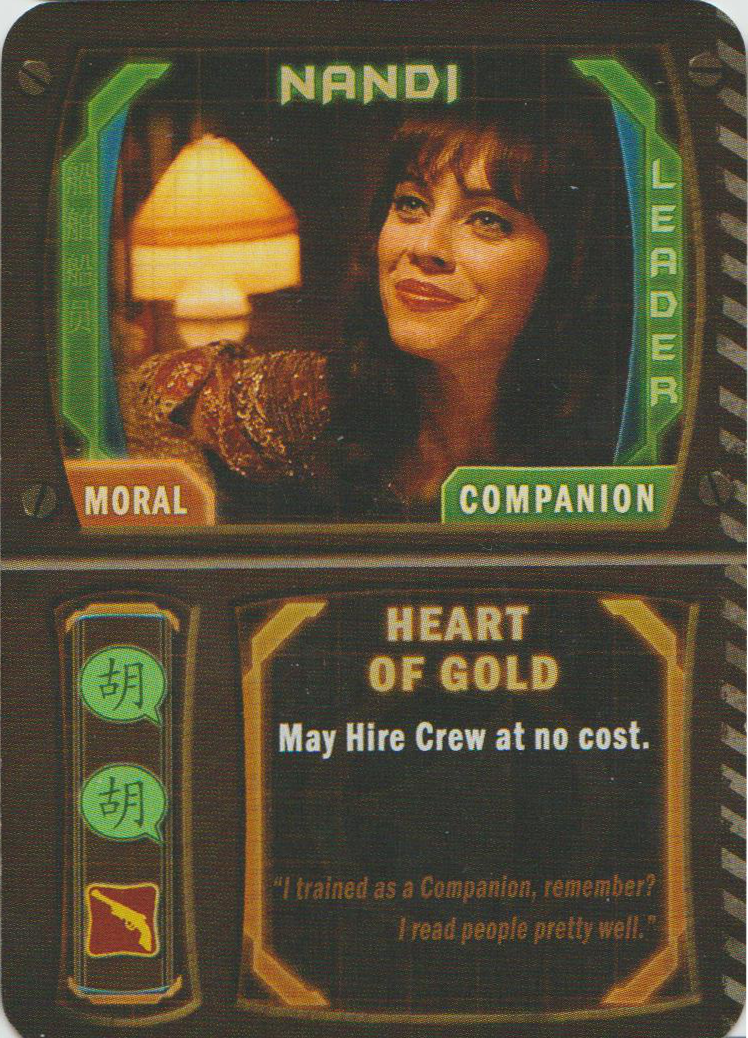 NANDI
LEADER
MORAL
COMPANION
胡
胡
HEART
OF GOLD
May Hire Crew at no cost.
"I trained as a Companion, remember?
I read people pretty well."